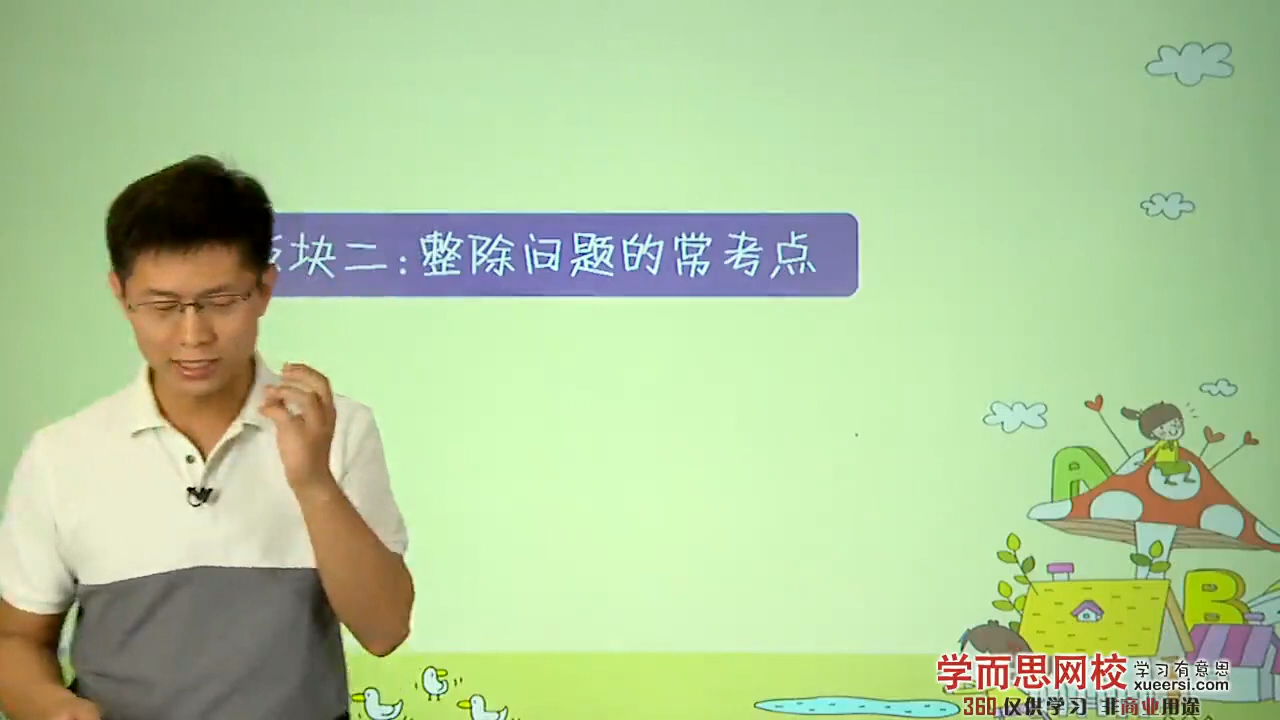 块二:整除问题的常考点
A
B
学而思网校 学习有意思
xueersi.com
360 仅供学习 非商业用途